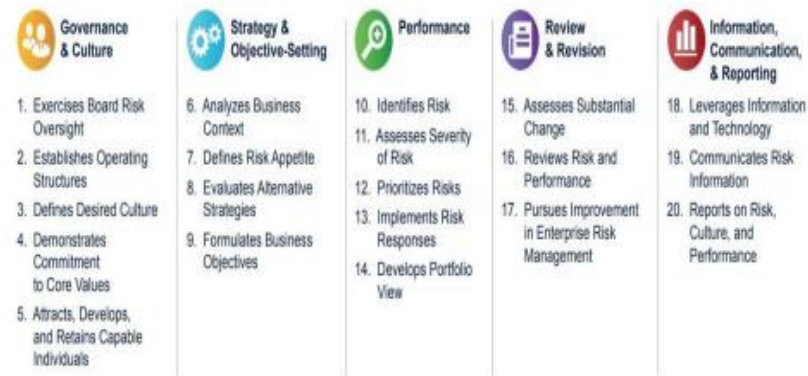 Governance
& Culture
1. Exercises Board Risk
Oversight
2. Establishes Operating
Structures
3. Defines Desired Culture
4. Demonstrates
Commitment
to Core Values
5. Attracts, Develops,
and Retains Capable
Individuals
Strategy &
Objective-Setting
6. Analyzes Business
Context
7. Defines Risk Appetite
8. Evaluates Alternative
Strategies
9. Formulates Business
Objectives
Performance
10. Identifies Risk
11. Assesses Severity
of Risk
12. Prioritizes Risks
13. Implements Risk
Responses
14. Develops Portfolio
View
Review
& Revision
15. Assesses Substantial
Change
16. Reviews Risk and
Performance
17. Pursues Improvement
in Enterprise Risk
Management
Information,
Communication,
& Reporting
18. Leverages Information
and Technology
19. Communicates Risk
Information
20. Reports on Risk,
Culture, and
Performance